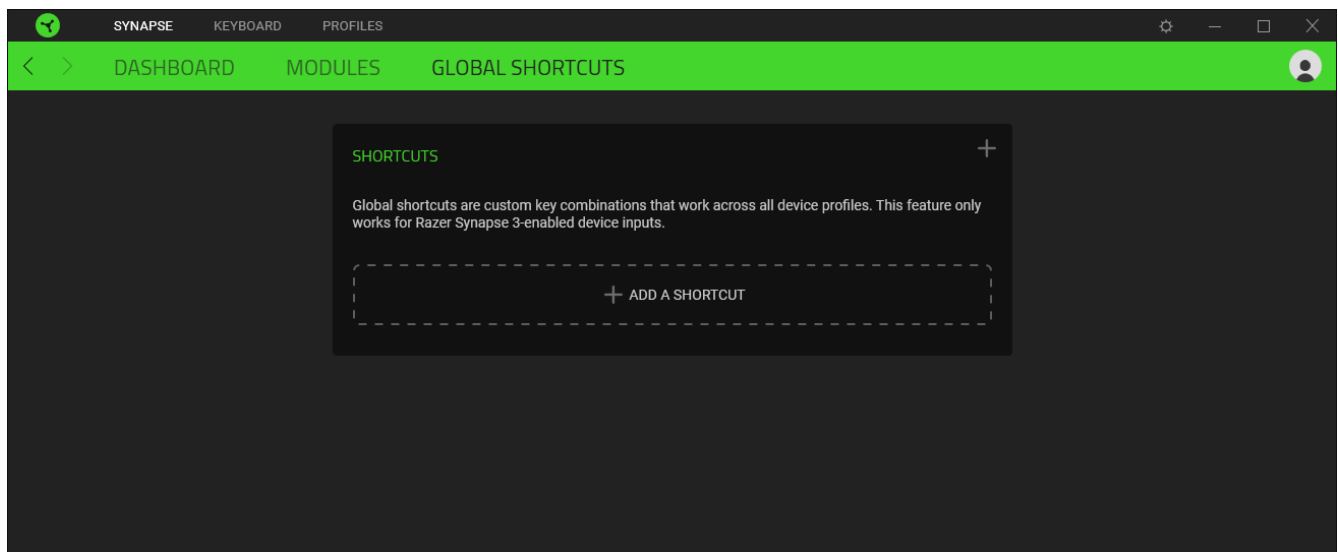 SYNAPSE KEYBOARD PROFILES
DASHBOARD MODULES GLOBAL SHORTCUTS
SHORTCUTS
Global shortcuts are custom key combinations that work across all device profiles. This feature only
works for Razer Synapse 3-enabled device inputs.
ADD A SHORTCUT